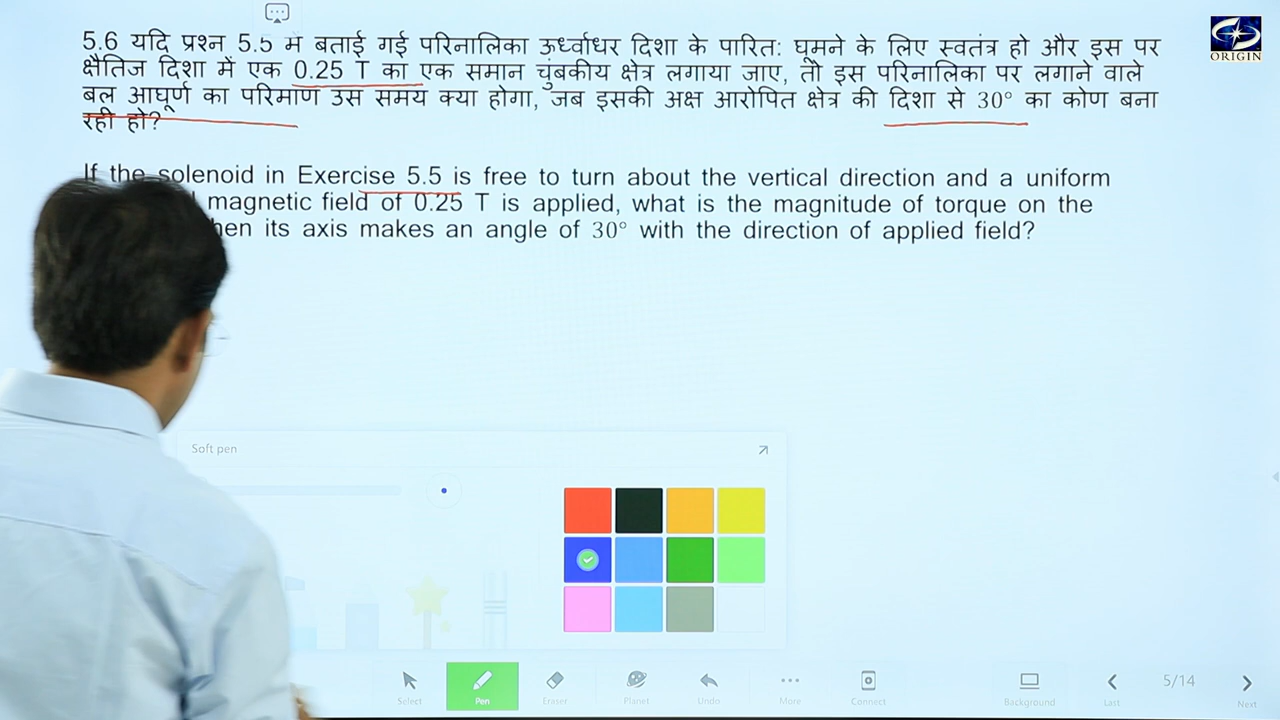 5.6 यदि प्रश्न 5.5 में बताई गई परिनालिका ऊर्ध्वाधर दिशा के पारित: घूमने के लिए स्वतंत्र हो और इस पर
क्षैतिज दिशा में एक 0.25 T का एक समान चुंबकीय क्षेत्र लगाया जाए, तो इस परिनालिका पर लगाने वाले
बल आघूर्ण का परिमाण उस समय क्या होगा, जब इसकी अक्ष आरोपित क्षेत्र की दिशा से 30° का कोण बना
रही हो?
If the solenoid in Exercise 5.5 is free to turn about the vertical direction and a uniform
magnetic field of 0.25 T is applied, what is the magnitude of torque on the
its axis makes an angle of 30° with the direction of applied field?
ORIGIN
Soft pen
Select Pen Eraser Planet Undo More Connect Background Last 5/14 Next